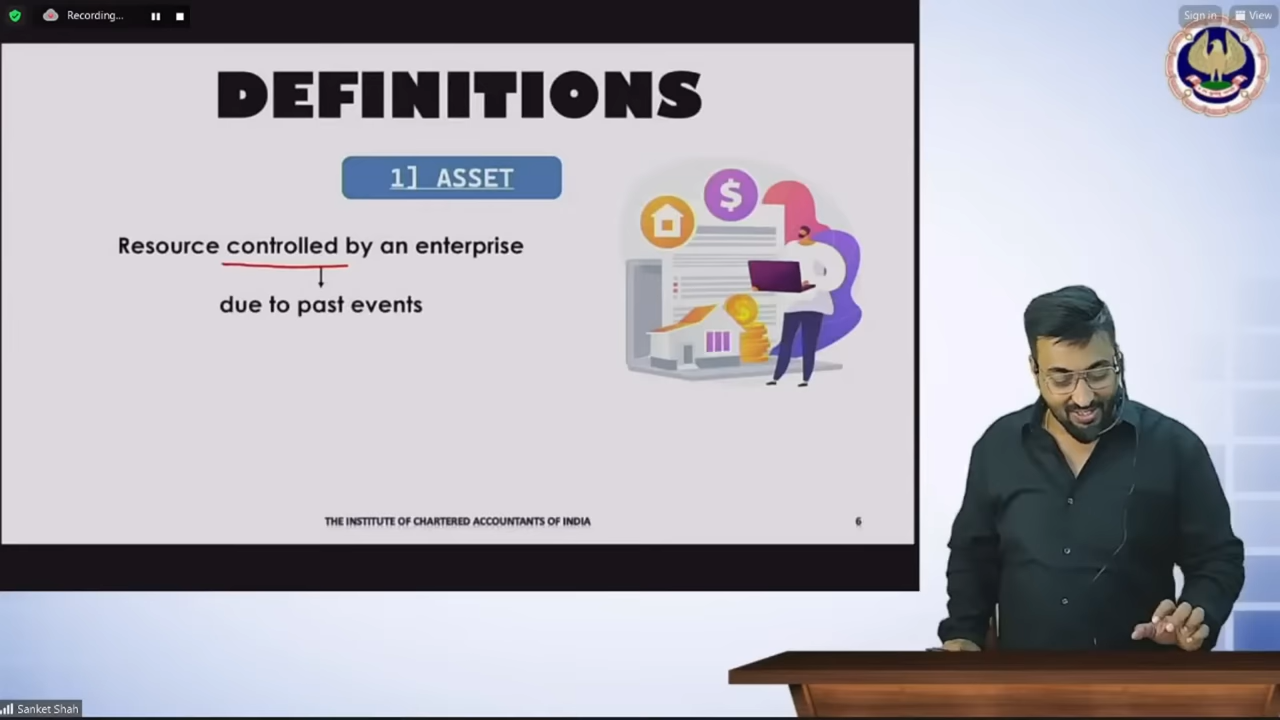 Recording...
Sign in
View
DEFINITIONS
1] ASSET
Resource controlled by an enterprise
due to past events
THE INSTITUTE OF CHARTERED ACCOUNTANTS OF INDIA
6
Sanket Shah